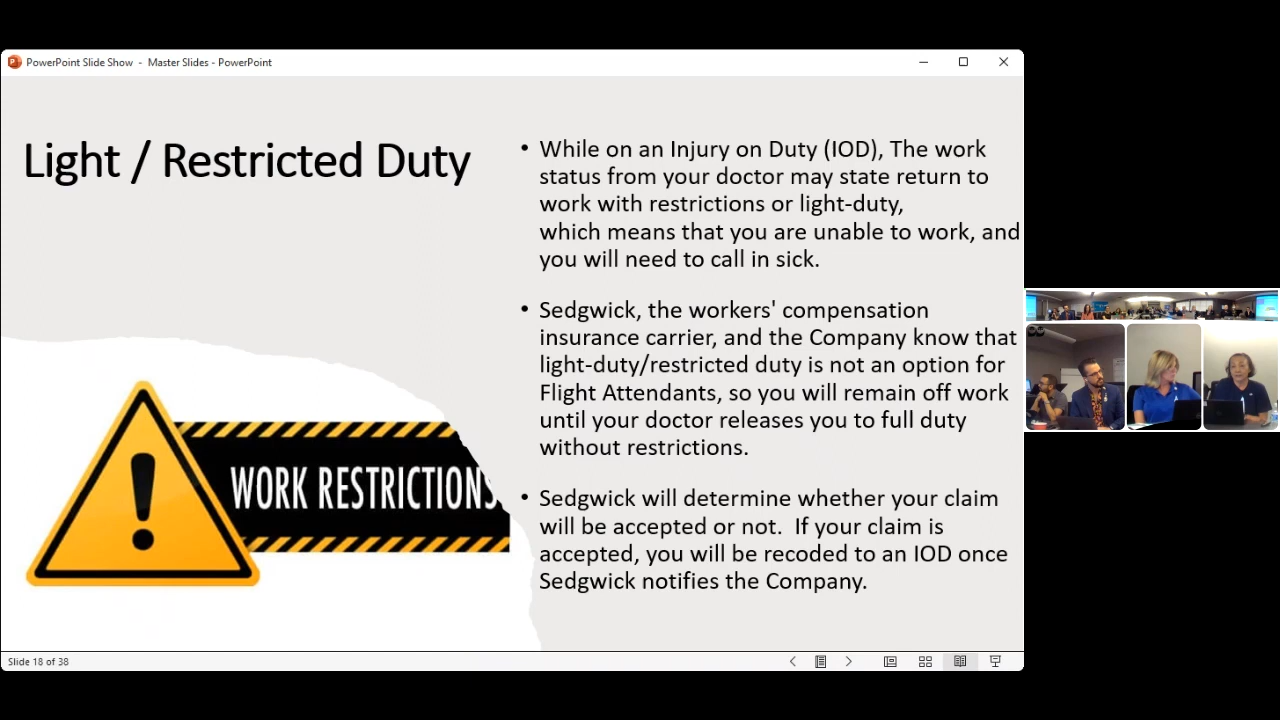 PowerPoint Slide Show - Master Slides - PowerPoint
Light / Restricted Duty
• While on an Injury on Duty (IOD), The work
status from your doctor may state return to
work with restrictions or light-duty,
which means that you are unable to work, and
you will need to call in sick.
• Sedgwick, the workers' compensation
insurance carrier, and the Company know that
light-duty/restricted duty is not an option for
Flight Attendants, so you will remain off work
until your doctor releases you to full duty
without restrictions.
• Sedgwick will determine whether your claim
will be accepted or not.  If your claim is
accepted, you will be recoded to an IOD once
Sedgwick notifies the Company.
WORK RESTRICTIONS
Slide 18 of 38